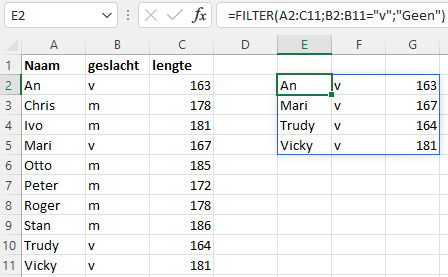 E2 fx =FILTER(A2:C11;B2:B11="v";"Geen")
A B C D E F G
1 Naam geslacht lengte
2 An v 163 An v 163
3 Chris m 178 Mari v 167
4 Ivo m 181 Trudy v 164
5 Mari v 167 Vicky v 181
6 Otto m 185
7 Peter m 172
8 Roger m 178
9 Stan m 186
10 Trudy v 164
11 Vicky v 181